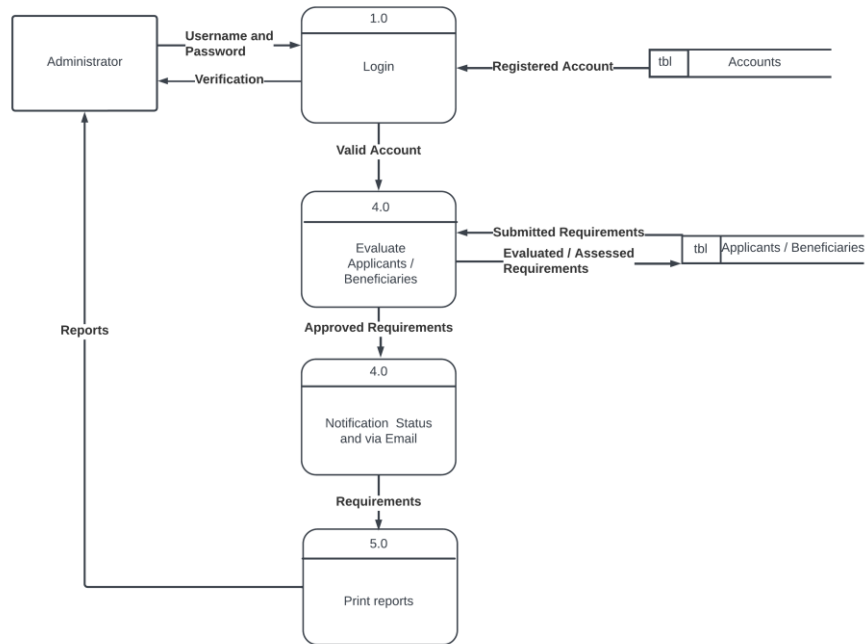 1.0
Username and
Password
Administrator
Login
tbl
Accounts
Registered Account
Verification
Valid Account
4.0
Submitted Requirements
Evaluate
Applicants /
Beneficiaries
Evaluated / Assessed
Requirements
tbl
Applicants / Beneficiaries
Approved Requirements
Reports
4.0
Notification Status
and via Email
Requirements
5.0
Print reports